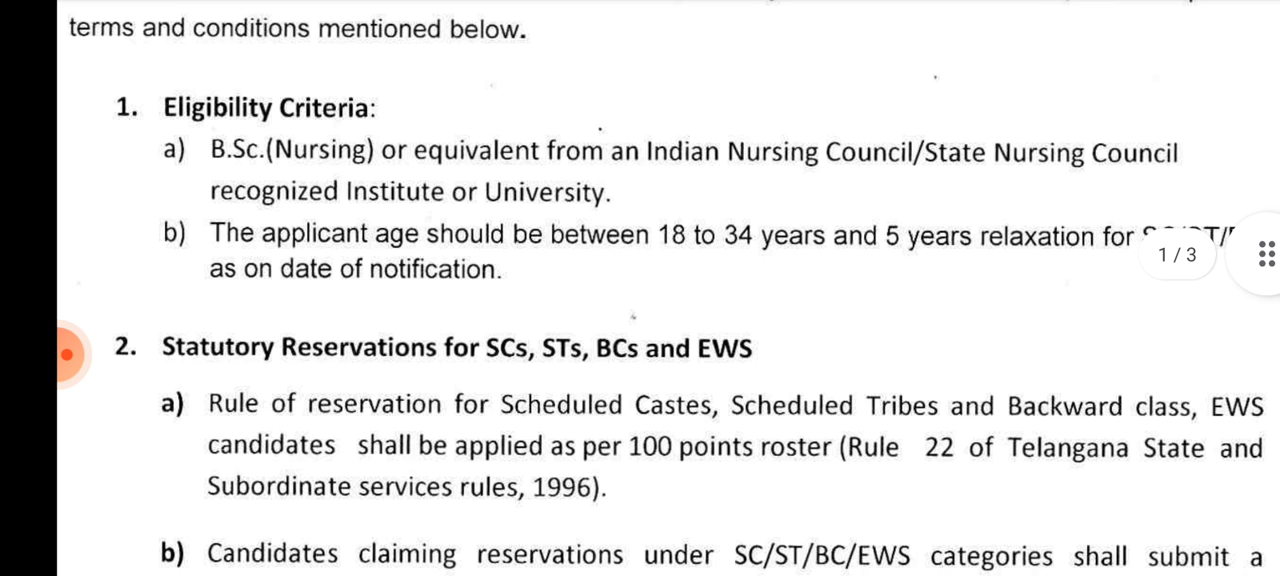 terms and conditions mentioned below.
1. Eligibility Criteria:
a) B.Sc.(Nursing) or equivalent from an Indian Nursing Council/State Nursing Council
recognized Institute or University.
b) The applicant age should be between 18 to 34 years and 5 years relaxation for
as on date of notification.
1 / 3
2. Statutory Reservations for SCs, STs, BCs and EWS
a) Rule of reservation for Scheduled Castes, Scheduled Tribes and Backward class, EWS
candidates shall be applied as per 100 points roster (Rule 22 of Telangana State and
Subordinate services rules, 1996).
b) Candidates claiming reservations under SC/ST/BC/EWS categories shall submit a